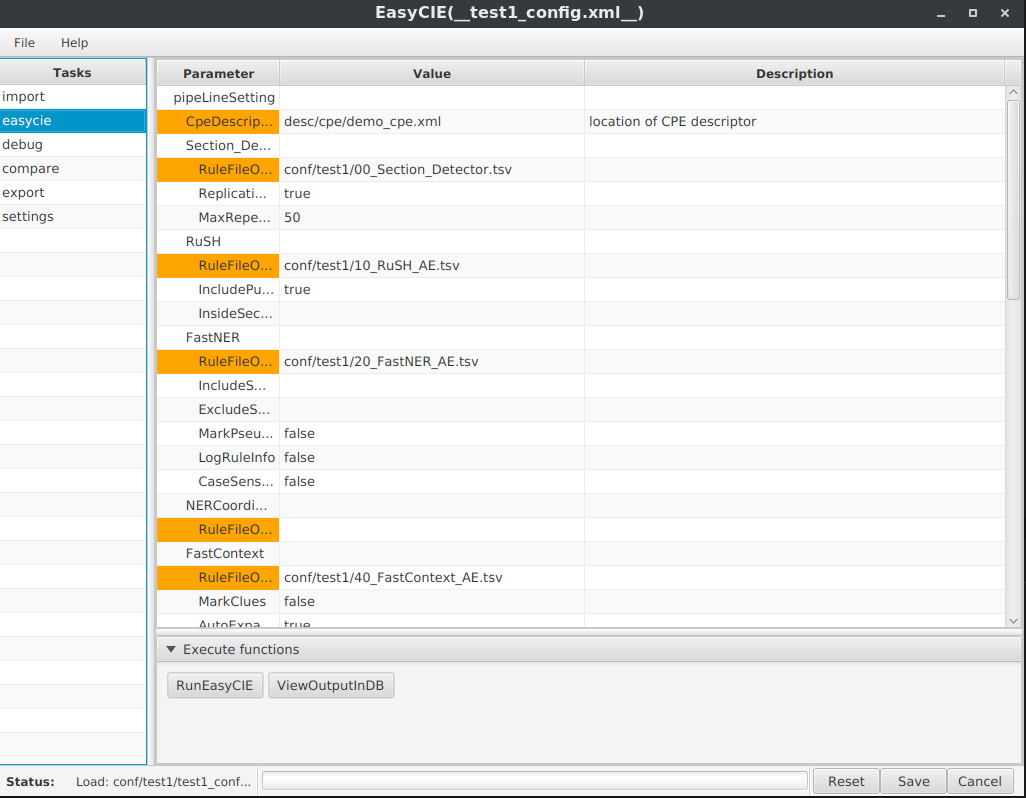 EasyCIE(__test1_config.xml__)
File Help
Tasks
import
easycie
debug
compare
export
settings
Parameter Value Description
pipeLineSetting
CpeDescrip... desc/cpe/demo_cpe.xml location of CPE descriptor
Section_De...
RuleFileO... conf/test1/00_Section_Detector.tsv
Replicati... true
MaxRepe... 50
RuSH
RuleFileO... conf/test1/10_RuSH_AE.tsv
IncludePu... true
InsideSec...
FastNER
RuleFileO... conf/test1/20_FastNER_AE.tsv
IncludeS...
ExcludeS...
MarkPseu... false
LogRuleInfo false
CaseSens... false
NERCoordi...
RuleFileO...
FastContext
RuleFileO... conf/test1/40_FastContext_AE.tsv
MarkClues false
AutoExpa... true
Execute functions
RunEasyCIE ViewOutputInDB
Status: Load: conf/test1/test1_conf... Reset Save Cancel